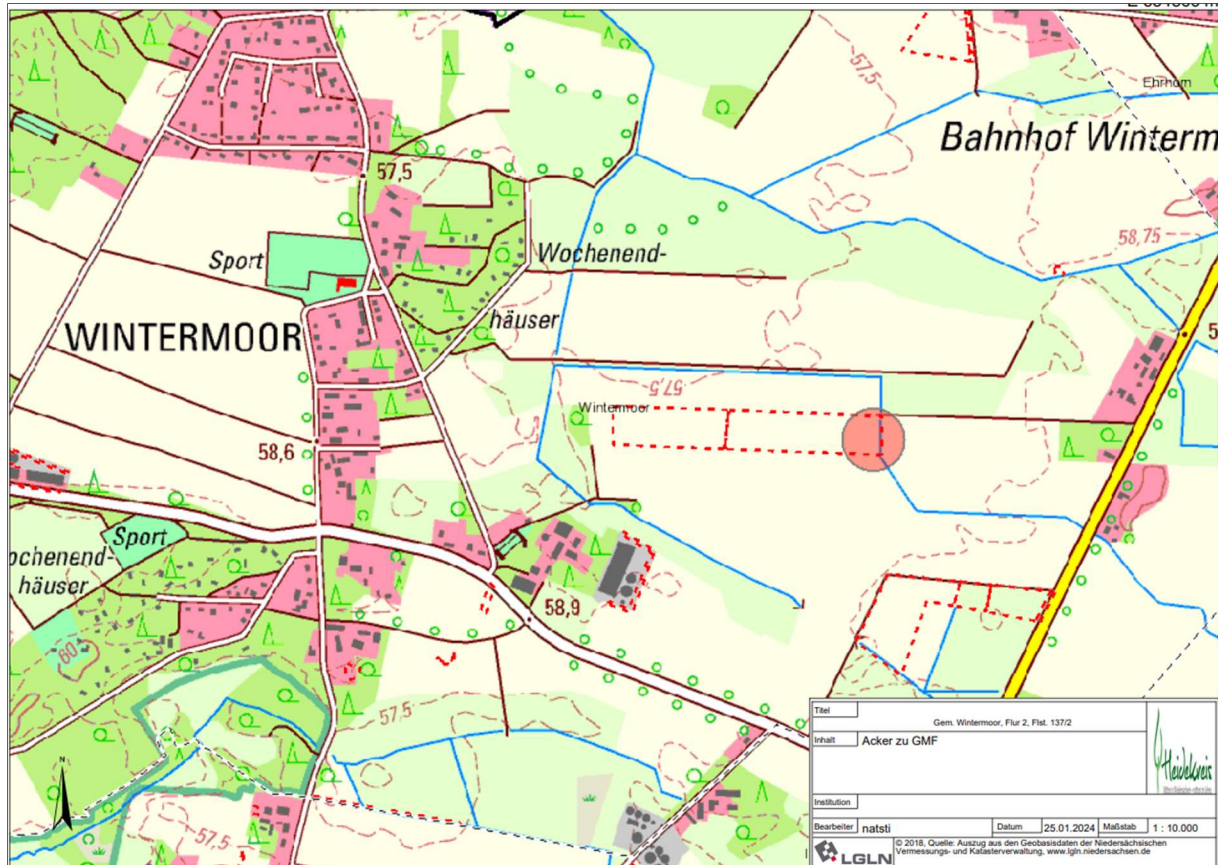 57,5
Ehrhorn
Bahnhof Winterm
57,5
58,75
Sport
Wochenend-
häuser
WINTERMOOR
5
57,5
Wintermoor
58,6
Sport
ochenend-
häuser
58,9
60
57,5
57,5
N
Titel
Gem. Wintermoor, Flur 2, Flst. 137/2
Inhalt
Acker zu GMF
Heidekreis
Institution
Bearbeiter
natsti
Datum
25.01.2024
Maßstab
1 : 10.000
LGLN
© 2018, Quelle: Auszug aus den Geobasisdaten der Niedersächsischen
Vermessungs- und Katasterverwaltung, www.lgln.niedersachsen.de